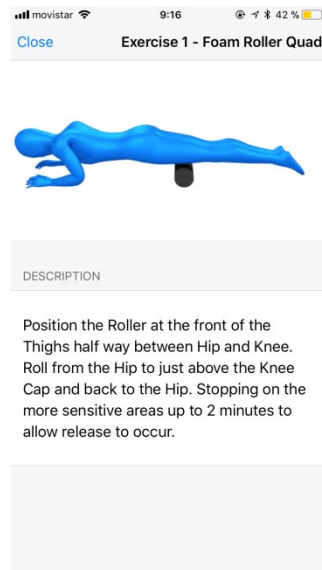 movistar 9:16 42 %
Close Exercise 1 - Foam Roller Quad
DESCRIPTION
Position the Roller at the front of the
Thighs half way between Hip and Knee.
Roll from the Hip to just above the Knee
Cap and back to the Hip. Stopping on the
more sensitive areas up to 2 minutes to
allow release to occur.